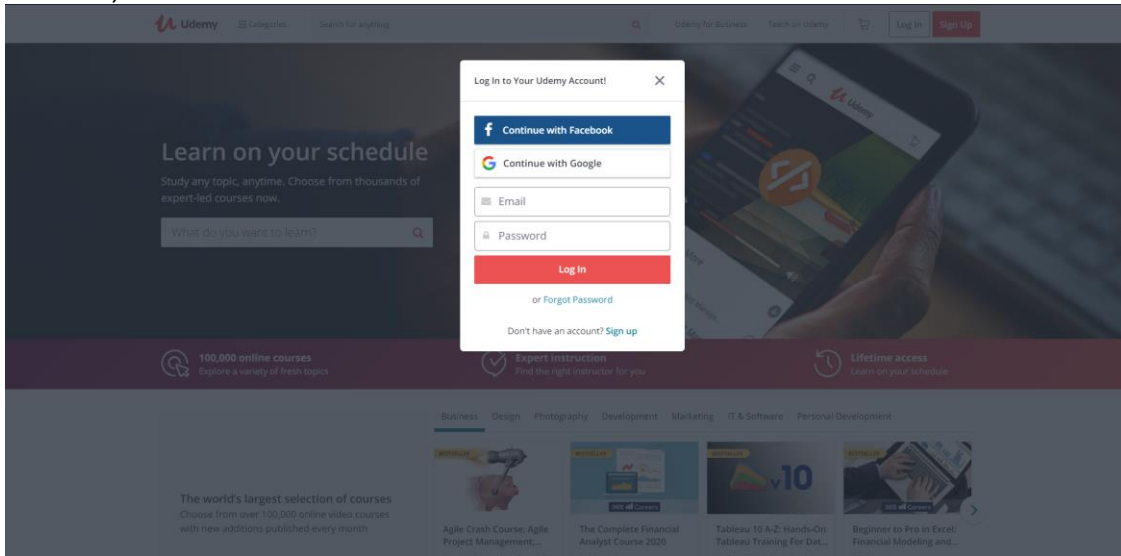 Udemy
Categories
Search for anything
Udemy for Business
Teach on Udemy
Log In
Sign Up
Log In to Your Udemy Account!
Continue with Facebook
Continue with Google
Email
Password
Log In
or Forgot Password
Don't have an account? Sign up
Learn on your schedule
Study any topic, anytime. Choose from thousands of
expert-led courses now.
What do you want to learn?
Udemy
More
100,000 online courses
Explore a variety of fresh topics
Expert instruction
Find the right instructor for you
Lifetime access
Learn on your schedule
Business Design Photography Development Marketing IT & Software Personal Development
The world's largest selection of courses
Choose from over 100,000 online video courses
with new additions published every month
BESTSELLER
Agile Crash Course: Agile
Project Management;...
BESTSELLER
365 Careers
The Complete Financial
Analyst Course 2020
BESTSELLER
v10
Tableau 10 A-Z: Hands-On
Tableau Training For Dat...
BESTSELLER
365 Careers
Beginner to Pro in Excel:
Financial Modeling and...